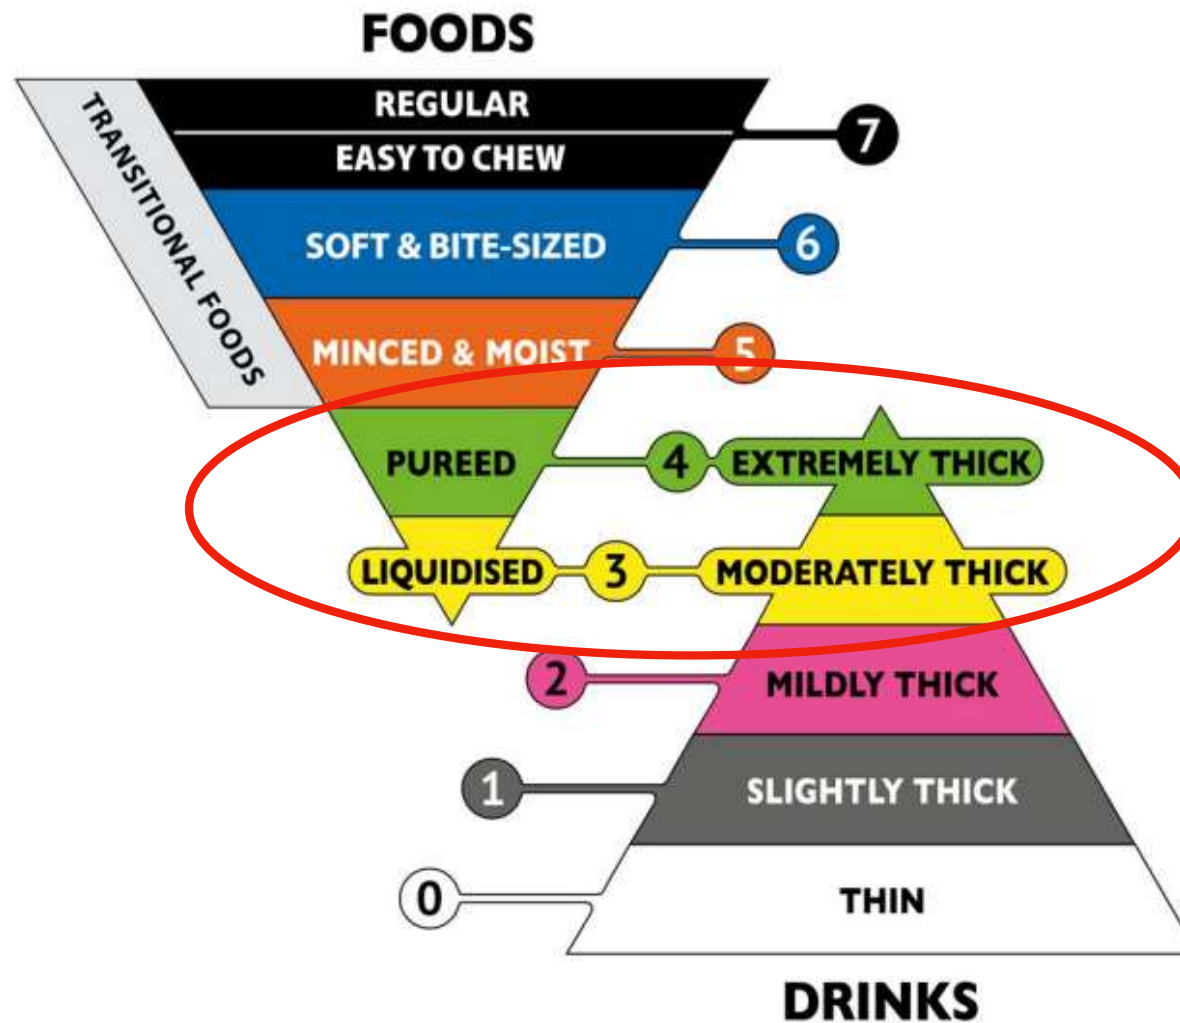 FOODS
TRANSITIONAL FOODS
REGULAR
7
EASY TO CHEW
SOFT & BITE-SIZED
6
MINCED & MOIST
5
PUREED
4
EXTREMELY THICK
LIQUIDISED
3
MODERATELY THICK
2
MILDLY THICK
1
SLIGHTLY THICK
0
THIN
DRINKS